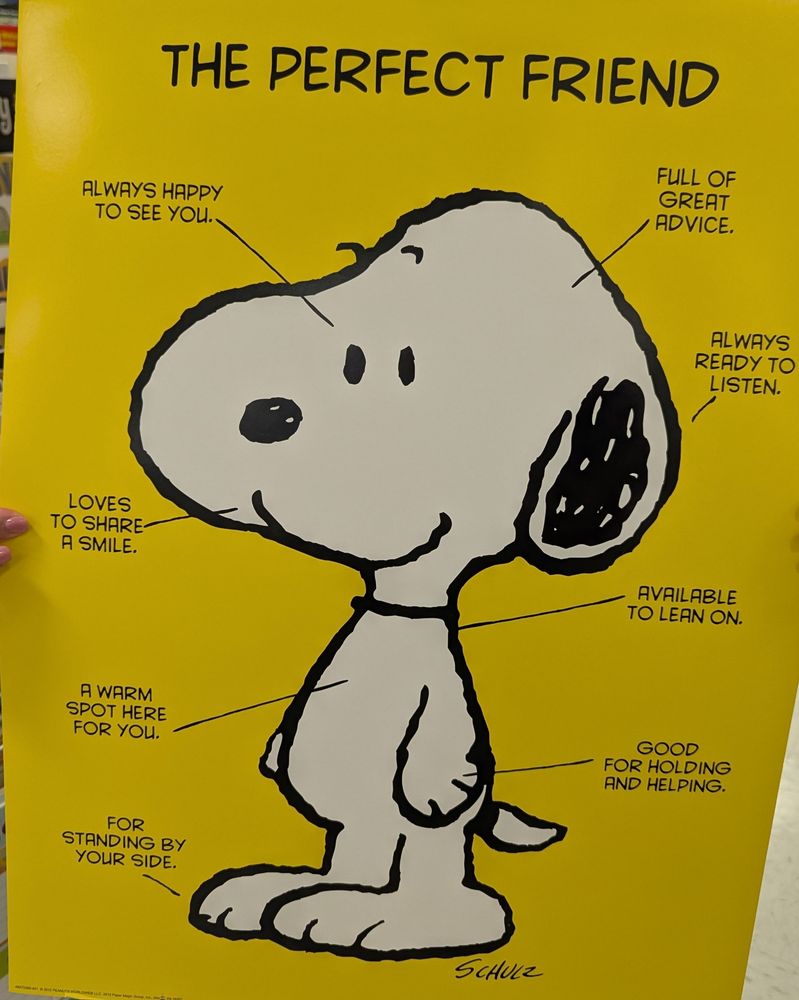 THE PERFECT FRIEND
ALWAYS HAPPY
TO SEE YOU.
FULL OF
GREAT
ADVICE.
ALWAYS
READY TO
LISTEN.
LOVES
TO SHARE
A SMILE.
AVAILABLE
TO LEAN ON.
A WARM
SPOT HERE
FOR YOU.
GOOD
FOR HOLDING
AND HELPING.
FOR
STANDING BY
YOUR SIDE.
SCHULZ